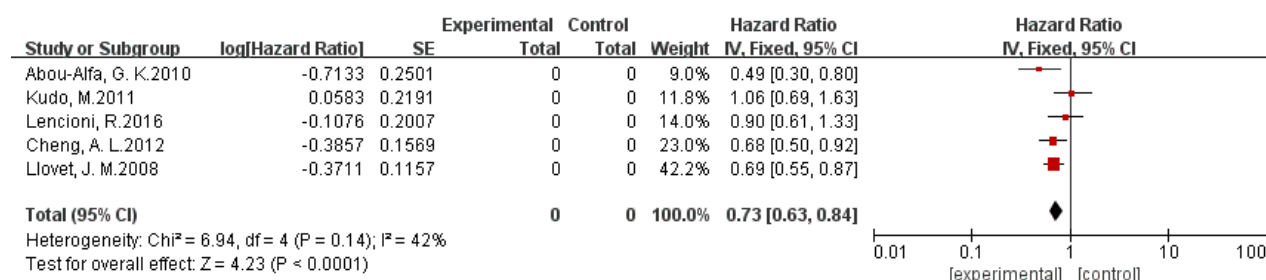 Experimental Control Hazard Ratio Hazard Ratio
Study or Subgroup log[Hazard Ratio] SE Total Total Weight IV, Fixed, 95% CI IV, Fixed, 95% CI
Abou-Alfa, G. K.2010 -0.7133 0.2501 0 0 9.0% 0.49 [0.30, 0.80]
Kudo, M.2011 0.0583 0.2191 0 0 11.8% 1.06 [0.69, 1.63]
Lencioni, R.2016 -0.1076 0.2007 0 0 14.0% 0.90 [0.61, 1.33]
Cheng, A. L.2012 -0.3857 0.1569 0 0 23.0% 0.68 [0.50, 0.92]
Llovet, J. M.2008 -0.3711 0.1157 0 0 42.2% 0.69 [0.55, 0.87]
Total (95% CI) 0 0 100.0% 0.73 [0.63, 0.84]
Heterogeneity: Chi² = 6.94, df = 4 (P = 0.14); I² = 42%
Test for overall effect: Z = 4.23 (P < 0.0001)
0.01 0.1 1 10 100
[experimental] [control]